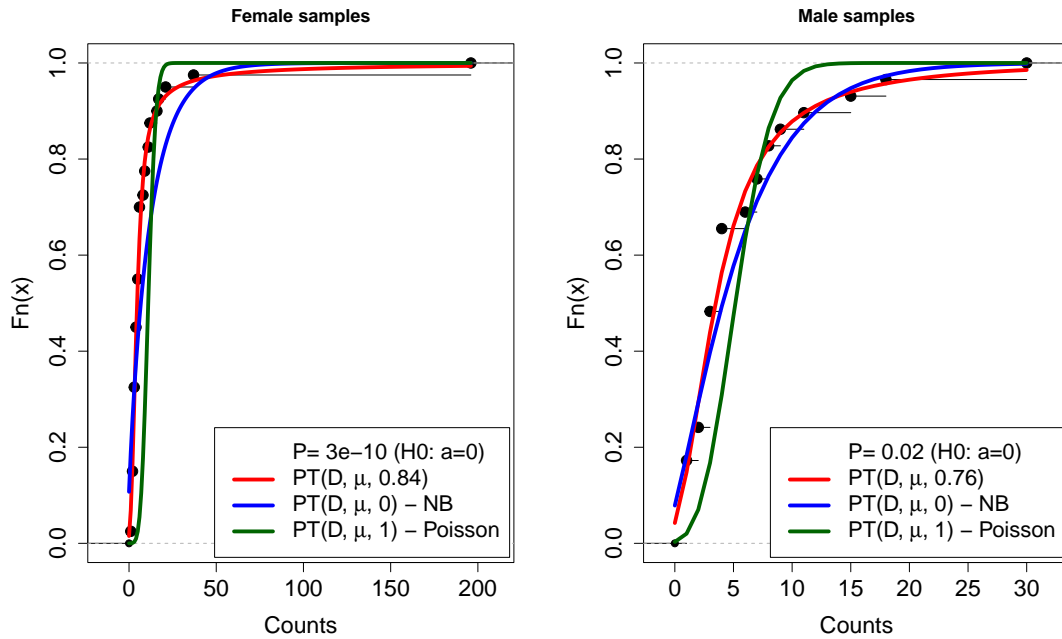 Female samples
Fn(x)
1.0
0.8
0.6
0.4
0.2
0.0
P= 3e−10 (H0: a=0)
PT(D, μ, 0.84)
PT(D, μ, 0) − NB
PT(D, μ, 1) − Poisson
0 50 100 150 200
Counts
Male samples
Fn(x)
1.0
0.8
0.6
0.4
0.2
0.0
P= 0.02 (H0: a=0)
PT(D, μ, 0.76)
PT(D, μ, 0) − NB
PT(D, μ, 1) − Poisson
0 5 10 15 20 25 30
Counts